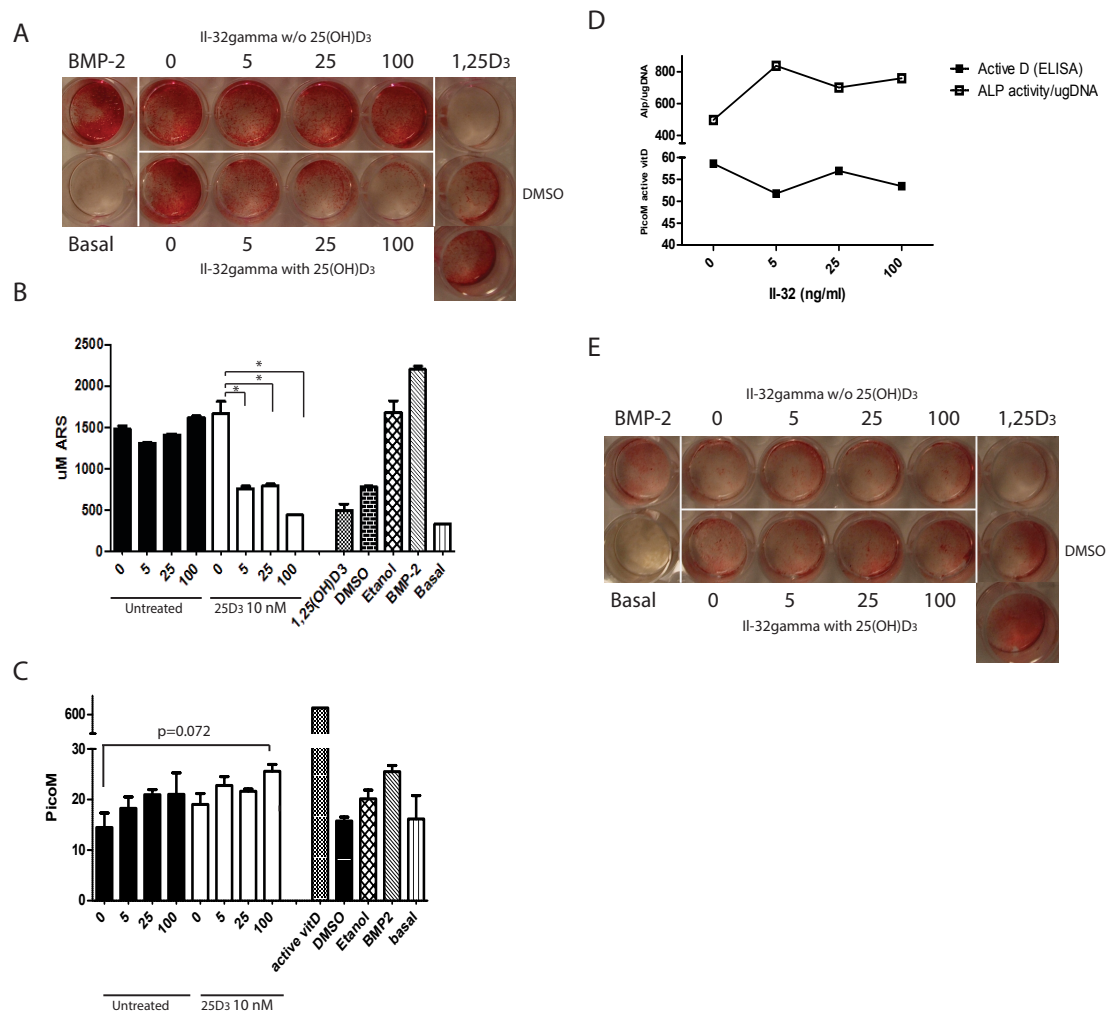 A
Il-32gamma w/o 25(OH)D3
BMP-2 0 5 25 100 1,25D3
DMSO
Basal 0 5 25 100
Il-32gamma with 25(OH)D3
B
uM ARS
2500
2000
1500
1000
500
0
* * *
0 5 25 100 0 5 25 100 1,25(OH)D3 DMSO Etanol BMP-2 Basal
Untreated 25D3 10 nM
C
PicoM
600
30
20
10
0
p=0.072
0 5 25 100 0 5 25 100 active vitD DMSO Etanol BMP2 basal
Untreated 25D3 10 nM
D
Alp/ugDNA
800
600
400
PicoM active vitD
60
55
50
45
40
0 5 25 100
Il-32 (ng/ml)
Active D (ELISA)
ALP activity/ugDNA
E
Il-32gamma w/o 25(OH)D3
BMP-2 0 5 25 100 1,25D3
DMSO
Basal 0 5 25 100
Il-32gamma with 25(OH)D3